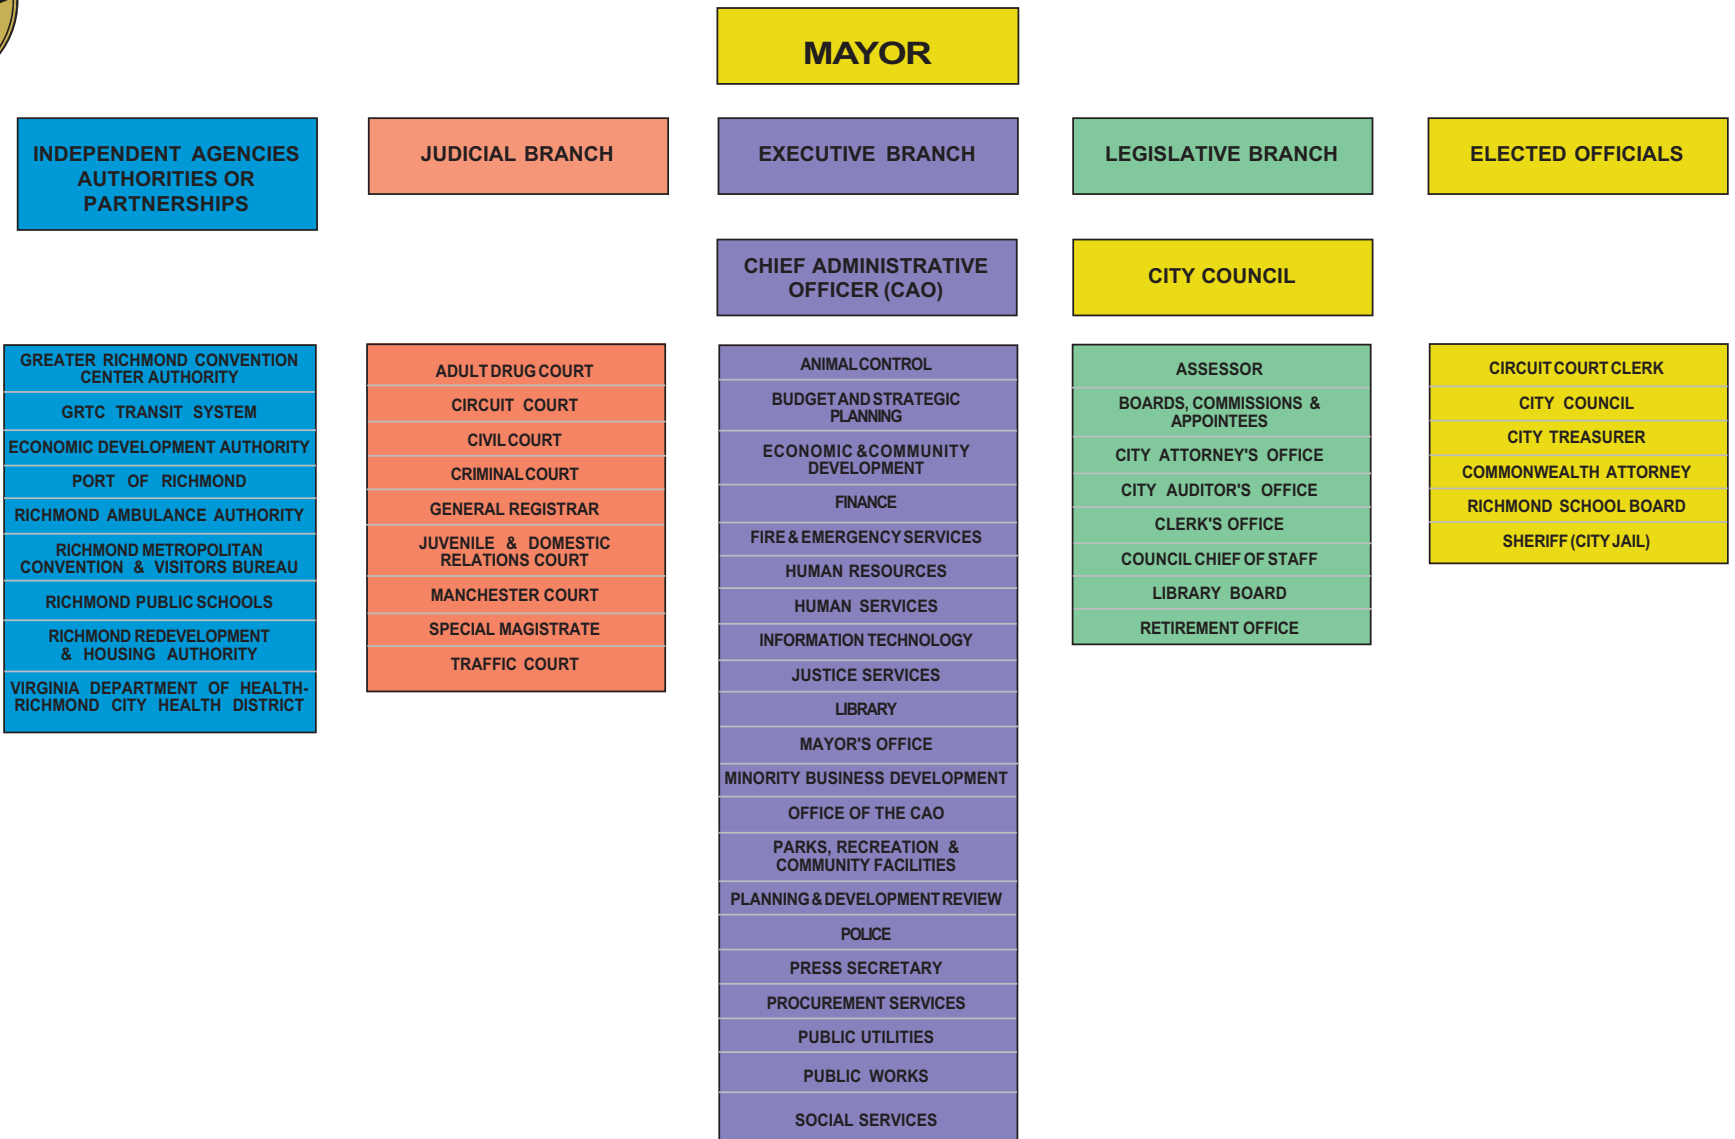 MAYOR
INDEPENDENT AGENCIES
AUTHORITIES OR
PARTNERSHIPS
JUDICIAL BRANCH
EXECUTIVE BRANCH
LEGISLATIVE BRANCH
ELECTED OFFICIALS
CHIEF ADMINISTRATIVE
OFFICER (CAO)
CITY COUNCIL
GREATER RICHMOND CONVENTION
CENTER AUTHORITY
GRTC TRANSIT SYSTEM
ECONOMIC DEVELOPMENT AUTHORITY
PORT OF RICHMOND
RICHMOND AMBULANCE AUTHORITY
RICHMOND METROPOLITAN
CONVENTION & VISITORS BUREAU
RICHMOND PUBLIC SCHOOLS
RICHMOND REDEVELOPMENT
& HOUSING AUTHORITY
VIRGINIA DEPARTMENT OF HEALTH-
RICHMOND CITY HEALTH DISTRICT
ADULT DRUG COURT
CIRCUIT COURT
CIVIL COURT
CRIMINAL COURT
GENERAL REGISTRAR
JUVENILE & DOMESTIC
RELATIONS COURT
MANCHESTER COURT
SPECIAL MAGISTRATE
TRAFFIC COURT
ANIMAL CONTROL
BUDGET AND STRATEGIC
PLANNING
ECONOMIC & COMMUNITY
DEVELOPMENT
FINANCE
FIRE & EMERGENCY SERVICES
HUMAN RESOURCES
HUMAN SERVICES
INFORMATION TECHNOLOGY
JUSTICE SERVICES
LIBRARY
MAYOR'S OFFICE
MINORITY BUSINESS DEVELOPMENT
OFFICE OF THE CAO
PARKS, RECREATION &
COMMUNITY FACILITIES
PLANNING & DEVELOPMENT REVIEW
POLICE
PRESS SECRETARY
PROCUREMENT SERVICES
PUBLIC UTILITIES
PUBLIC WORKS
SOCIAL SERVICES
ASSESSOR
BOARDS, COMMISSIONS &
APPOINTEES
CITY ATTORNEY'S OFFICE
CITY AUDITOR'S OFFICE
CLERK'S OFFICE
COUNCIL CHIEF OF STAFF
LIBRARY BOARD
RETIREMENT OFFICE
CIRCUIT COURT CLERK
CITY COUNCIL
CITY TREASURER
COMMONWEALTH ATTORNEY
RICHMOND SCHOOL BOARD
SHERIFF (CITY JAIL)